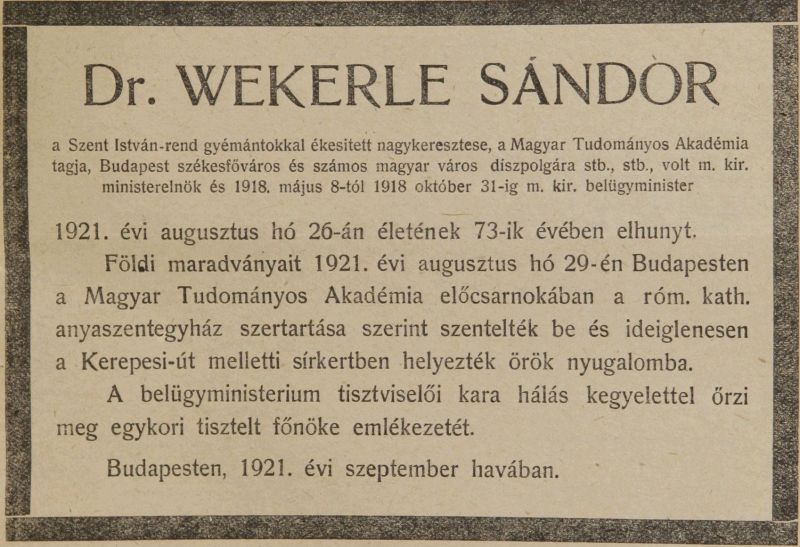 Dr. WEKERLE SÁNDOR
a Szent István-rend gyémántokkal ékesitett nagykeresztese, a Magyar Tudományos Akadémia
tagja, Budapest székesfőváros és számos magyar város diszpolgára stb., stb., volt m. kir.
ministerelnök és 1918. május 8-tól 1918 október 31-ig m. kir. belügyminister
1921. évi augusztus hó 26-án életének 73-ik évében elhunyt.
Földi maradványait 1921. évi augusztus hó 29-én Budapesten
a Magyar Tudományos Akadémia előcsarnokában a róm. kath.
anyaszentegyház szertartása szerint szentelték be és ideiglenesen
a Kerepesi-út melletti sírkertben helyezték örök nyugalomba.
A belügyministerium tisztviselői kara hálás kegyelettel őrzi
meg egykori tisztelt főnöke emlékezetét.
Budapesten, 1921. évi szeptember havában.